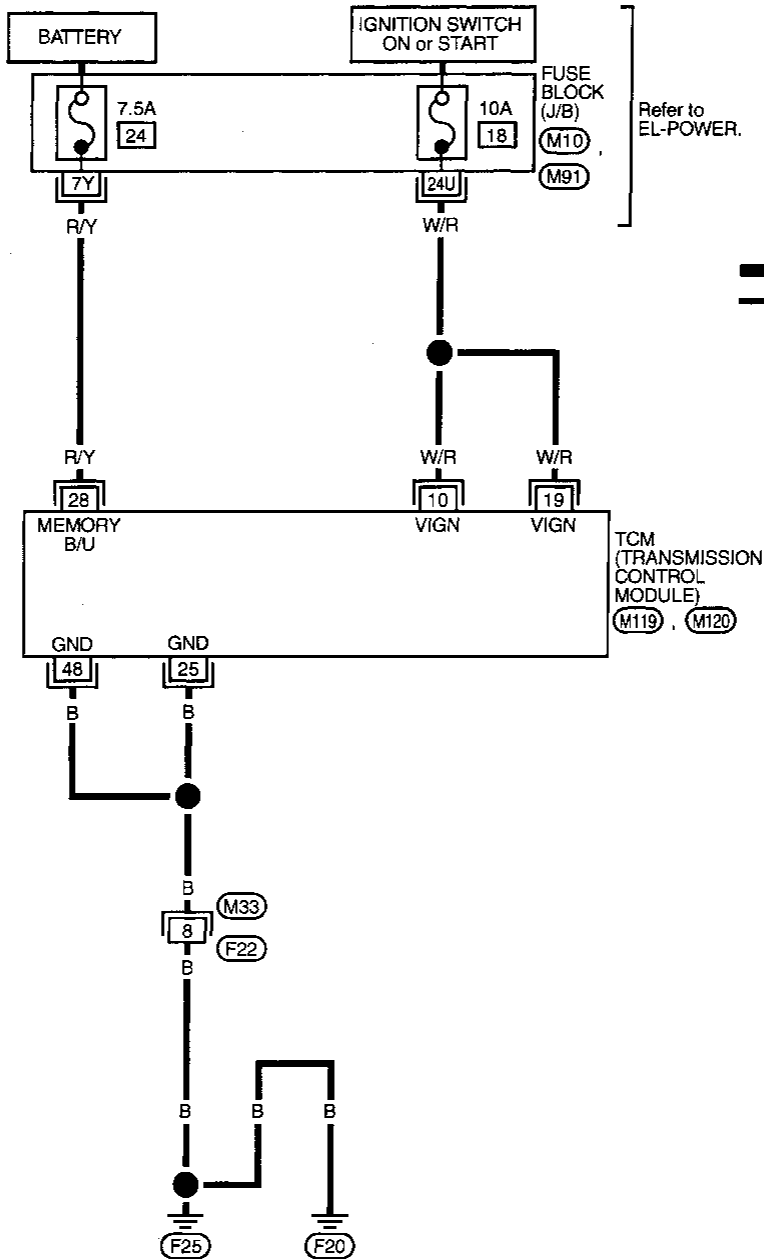 BATTERY
IGNITION SWITCH
ON or START
7.5A
24
10A
18
FUSE
BLOCK
(J/B)
M10 ,
M91
Refer to
EL-POWER.
7Y
24U
R/Y
W/R
R/Y
W/R
W/R
28
10
19
MEMORY
B/U
VIGN
VIGN
TCM
(TRANSMISSION
CONTROL
MODULE)
M119 , M120
GND
GND
48
25
B
B
B
M33
8
F22
B
B
B
B
F25
F20